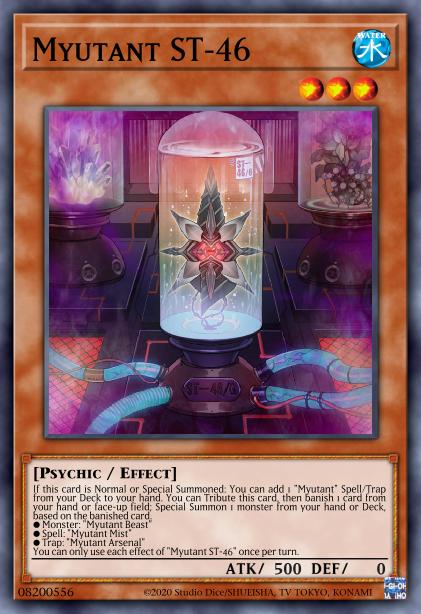 Myutant ST-46
WATER
水
ST-
46/G
ST-46/G
[Psychic / Effect]
If this card is Normal or Special Summoned: You can add 1 "Myutant" Spell/Trap
from your Deck to your hand. You can Tribute this card, then banish 1 card from
your hand or face-up field; Special Summon 1 monster from your hand or Deck,
based on the banished card.
●Monster: "Myutant Beast"
●Spell: "Myutant Mist"
●Trap: "Myutant Arsenal"
You can only use each effect of "Myutant ST-46" once per turn.
ATK/ 500 DEF/ 0
08200556 ©2020 Studio Dice/SHUEISHA, TV TOKYO, KONAMI